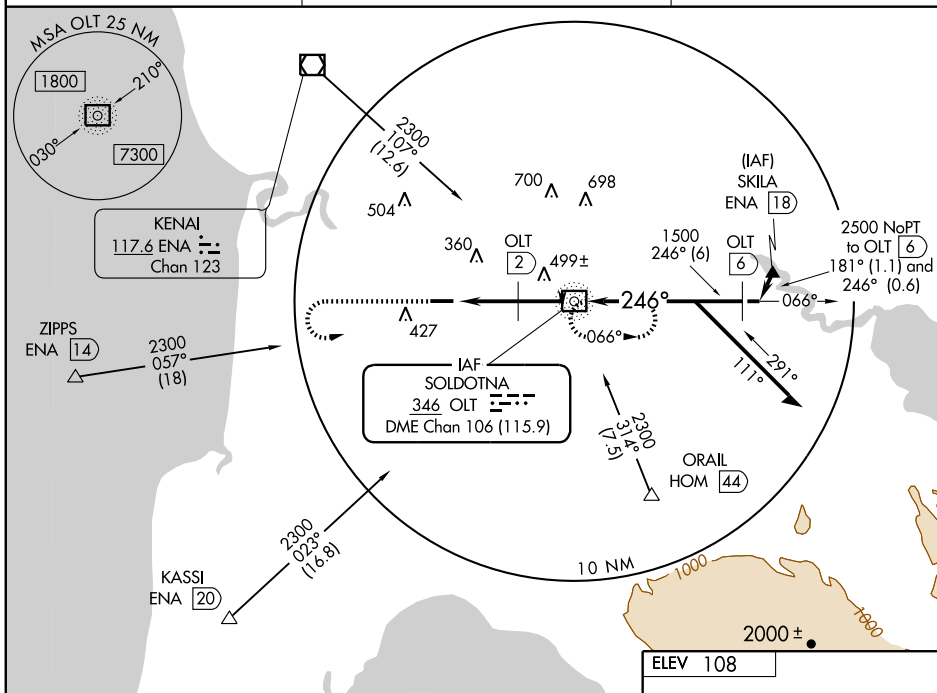 MSA OLT 25 NM
1800
210°
030°
7300
2300
107°
(12.6)
KENAI
117.6 ENA
Chan 123
504
700
698
360
OLT
2
499±
(IAF)
SKILA
ENA 18
1500
246° (6)
OLT
6
2500 NoPT
to OLT 6
181° (1.1) and
246° (0.6)
246°
066°
066°
427
ZIPPS
ENA 14
2300
057°
(18)
IAF
SOLDOTNA
346 OLT
DME Chan 106 (115.9)
291°
111°
2300
314°
(7.5)
ORAIL
HOM 44
2300
023°
(16.8)
KASSI
ENA 20
10 NM
1000
1000
2000 ±
ELEV 108